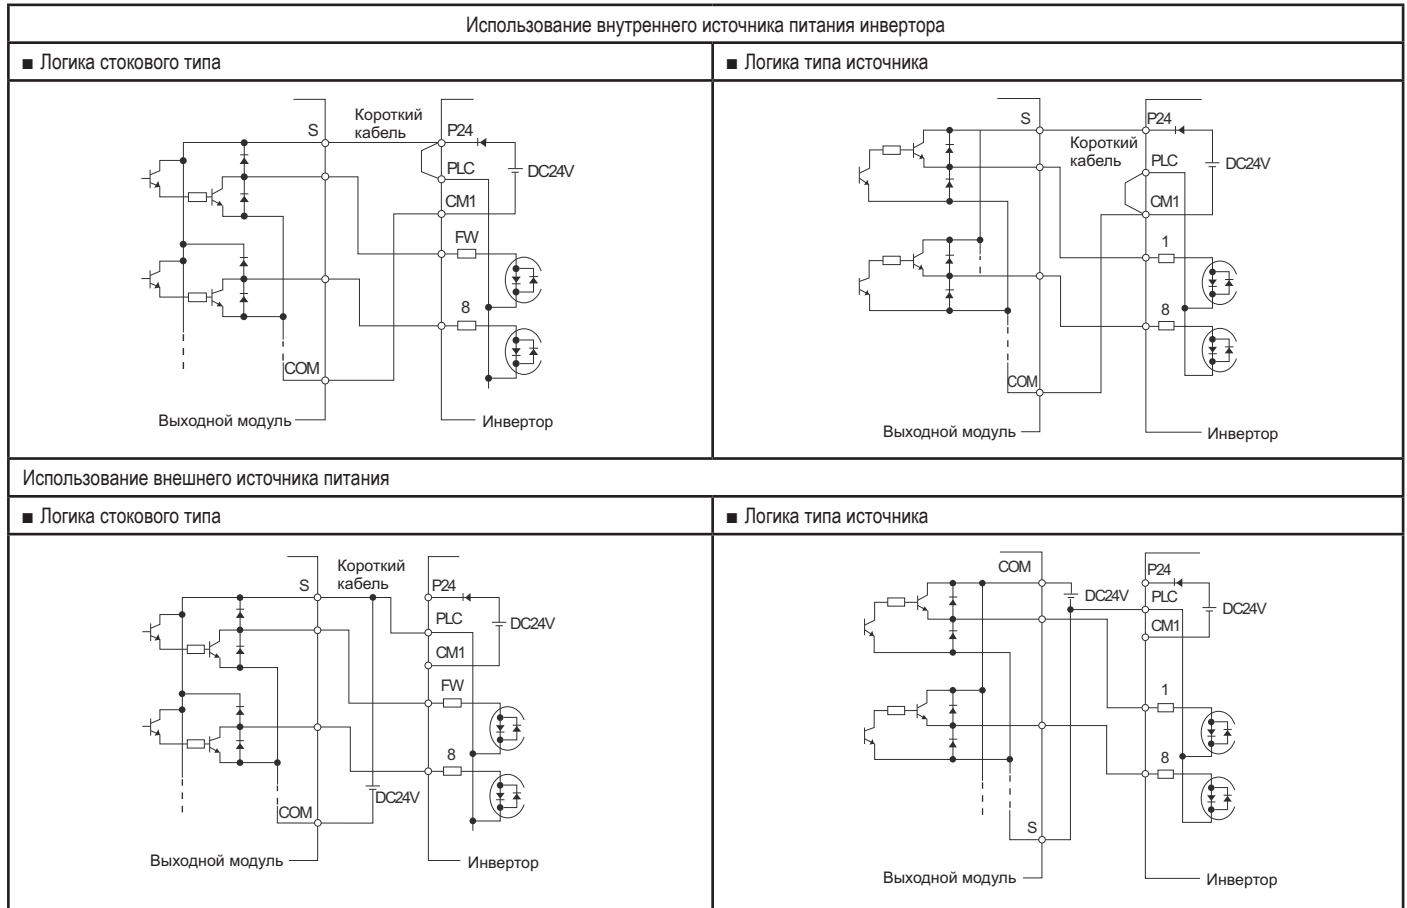 Использование внутреннего источника питания инвертора
■ Логика стокового типа
■ Логика типа источника
S
Короткий
кабель
P24
PLC
DC24V
CM1
FW
8
COM
Выходной модуль
Инвертор
S
P24
Короткий
кабель
PLC
DC24V
CM1
1
8
COM
Выходной модуль
Инвертор
Использование внешнего источника питания
■ Логика стокового типа
■ Логика типа источника
S
Короткий
кабель
P24
PLC
DC24V
CM1
FW
8
DC24V
COM
Выходной модуль
Инвертор
COM
P24
DC24V
PLC
DC24V
CM1
1
8
S
Выходной модуль
Инвертор